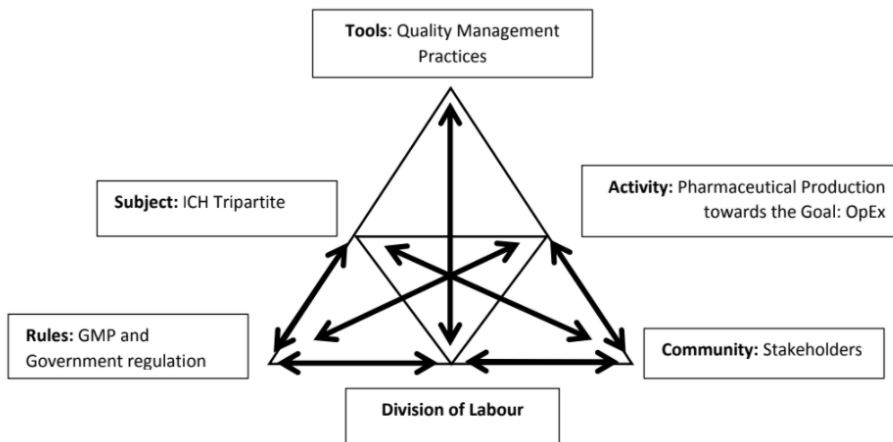 Tools: Quality Management
Practices
Subject: ICH Tripartite
Activity: Pharmaceutical Production
towards the Goal: OpEx
Rules: GMP and
Government regulation
Community: Stakeholders
Division of Labour